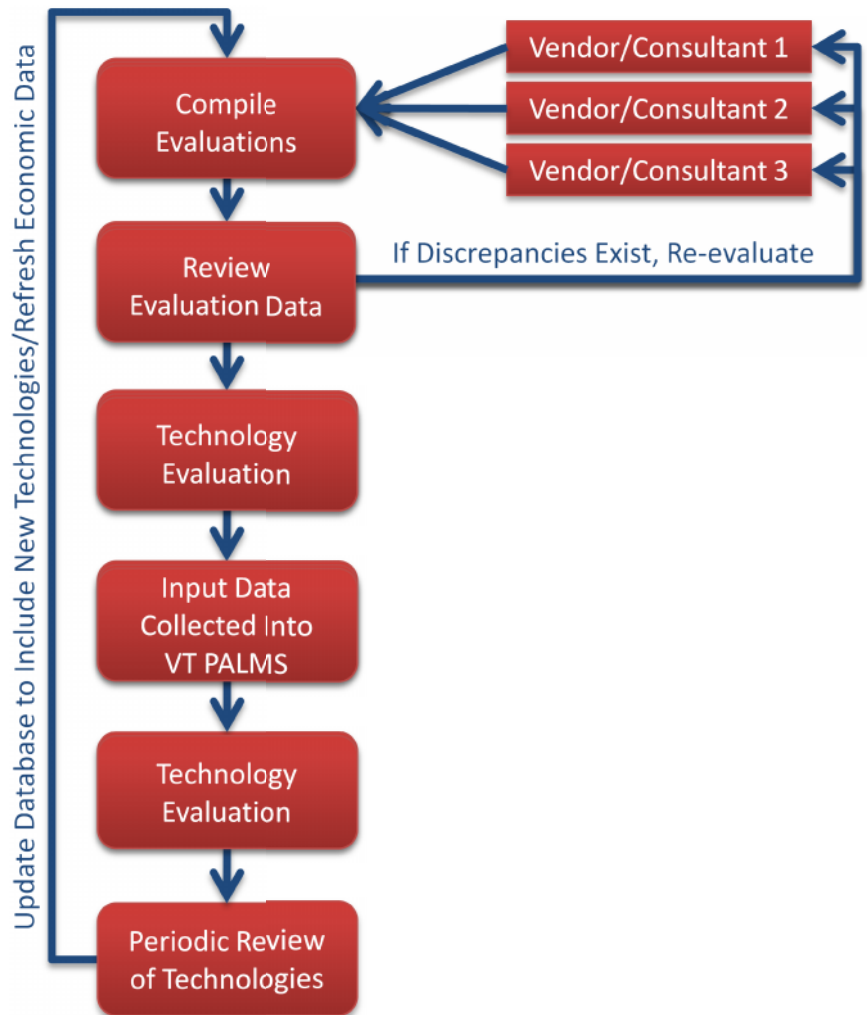 Update Database to Include New Technologies/Refresh Economic Data
Compile
Evaluations
Vendor/Consultant 1
Vendor/Consultant 2
Vendor/Consultant 3
Review
Evaluation Data
If Discrepancies Exist, Re-evaluate
Technology
Evaluation
Input Data
Collected Into
VT PALMS
Technology
Evaluation
Periodic Review
of Technologies